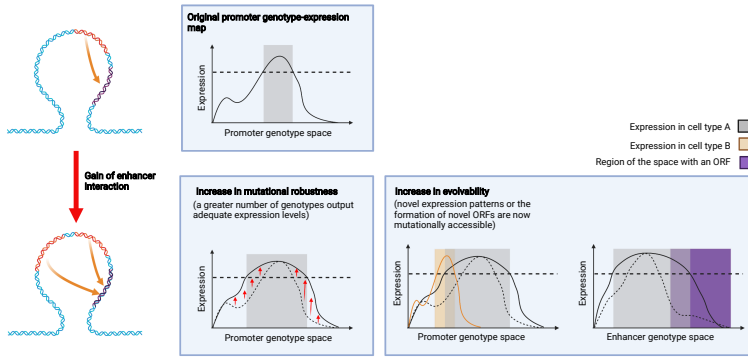 Original promoter genotype-expression
map
Expression
Promoter genotype space
Expression in cell type A
Expression in cell type B
Region of the space with an ORF
Gain of enhancer
interaction
Increase in mutational robustness
(a greater number of genotypes output
adequate expression levels)
Expression
Promoter genotype space
Increase in evolvability
(novel expression patterns or the
formation of novel ORFs are now
mutationally accessible)
Expression
Promoter genotype space
Expression
Enhancer genotype space